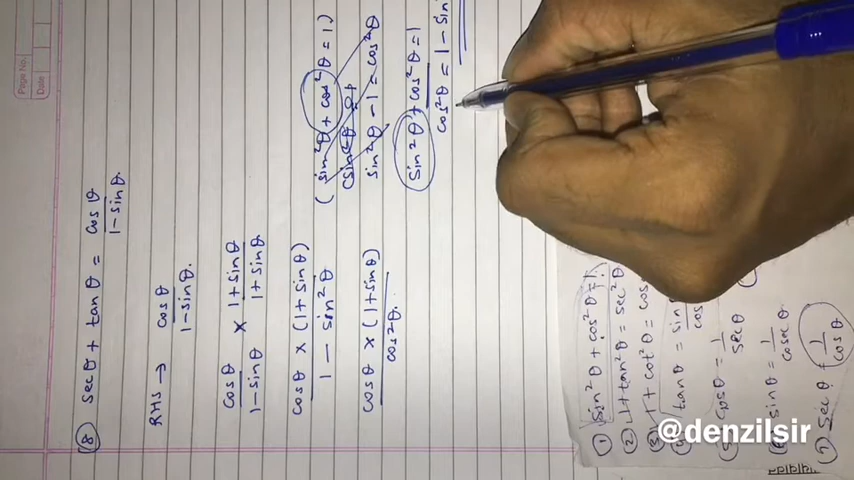 Page No.
Date
(8) secθ + tanθ = cosθ / 1 - sinθ.
RHS → cosθ / 1 - sinθ.
cosθ / 1 - sinθ × 1 + sinθ / 1 + sinθ
cosθ × (1 + sinθ) / 1 - sin²θ
cosθ × (1 + sinθ) / cos²θ.
(sin²θ + cos²θ = 1)
sin²θ - 1 = cos²θ
sin²θ + cos²θ = 1
cos²θ = 1 - sin
(1) sin²θ + cos²θ = 1.
(2) 1 + tan²θ = sec²θ
(3) 1 + cot²θ = cos
(4) tanθ = sin / cos
cosθ = 1 / secθ
sinθ = 1 / cosecθ
(7) secθ = 1 / cosθ
@denzilsir